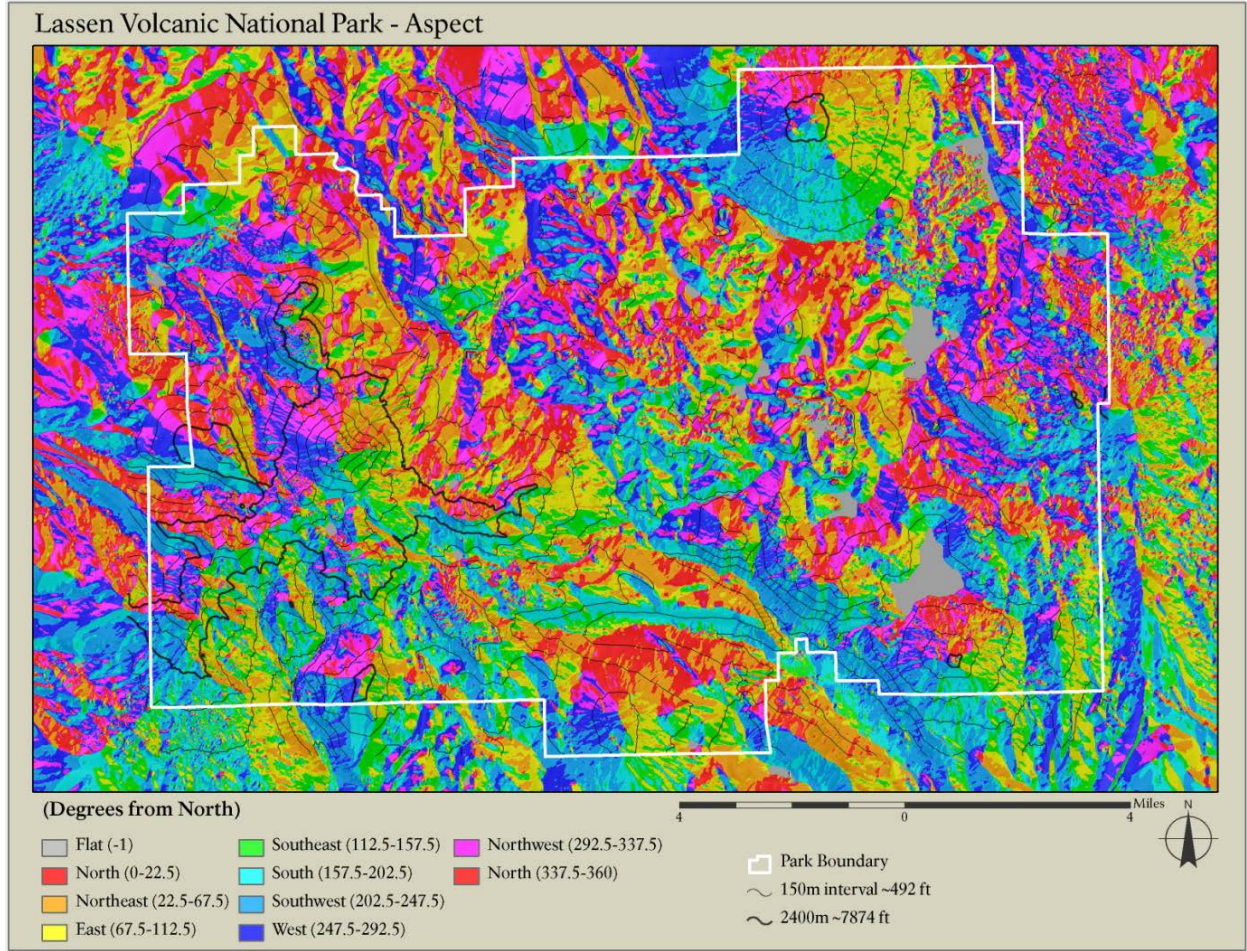 Lassen Volcanic National Park - Aspect
(Degrees from North)
Flat (-1)
North (0-22.5)
Northeast (22.5-67.5)
East (67.5-112.5)
Southeast (112.5-157.5)
South (157.5-202.5)
Southwest (202.5-247.5)
West (247.5-292.5)
Northwest (292.5-337.5)
North (337.5-360)
Miles
4 0 4
N
Park Boundary
150m interval ~492 ft
2400m ~7874 ft